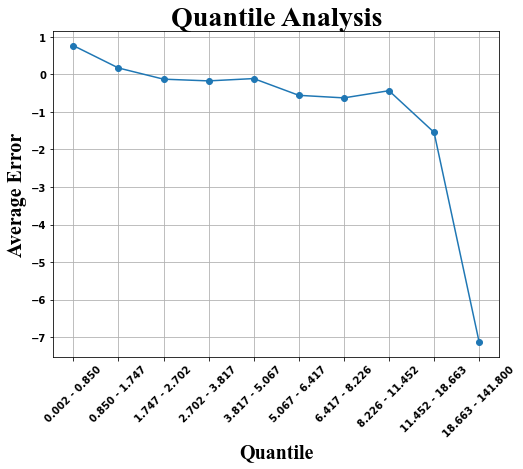 Quantile Analysis
1
0
−1
−2
−3
−4
−5
−6
−7
Average Error
0.002 - 0.850
0.850 - 1.747
1.747 - 2.702
2.702 - 3.817
3.817 - 5.067
5.067 - 6.417
6.417 - 8.226
8.226 - 11.452
11.452 - 18.663
18.663 - 141.800
Quantile